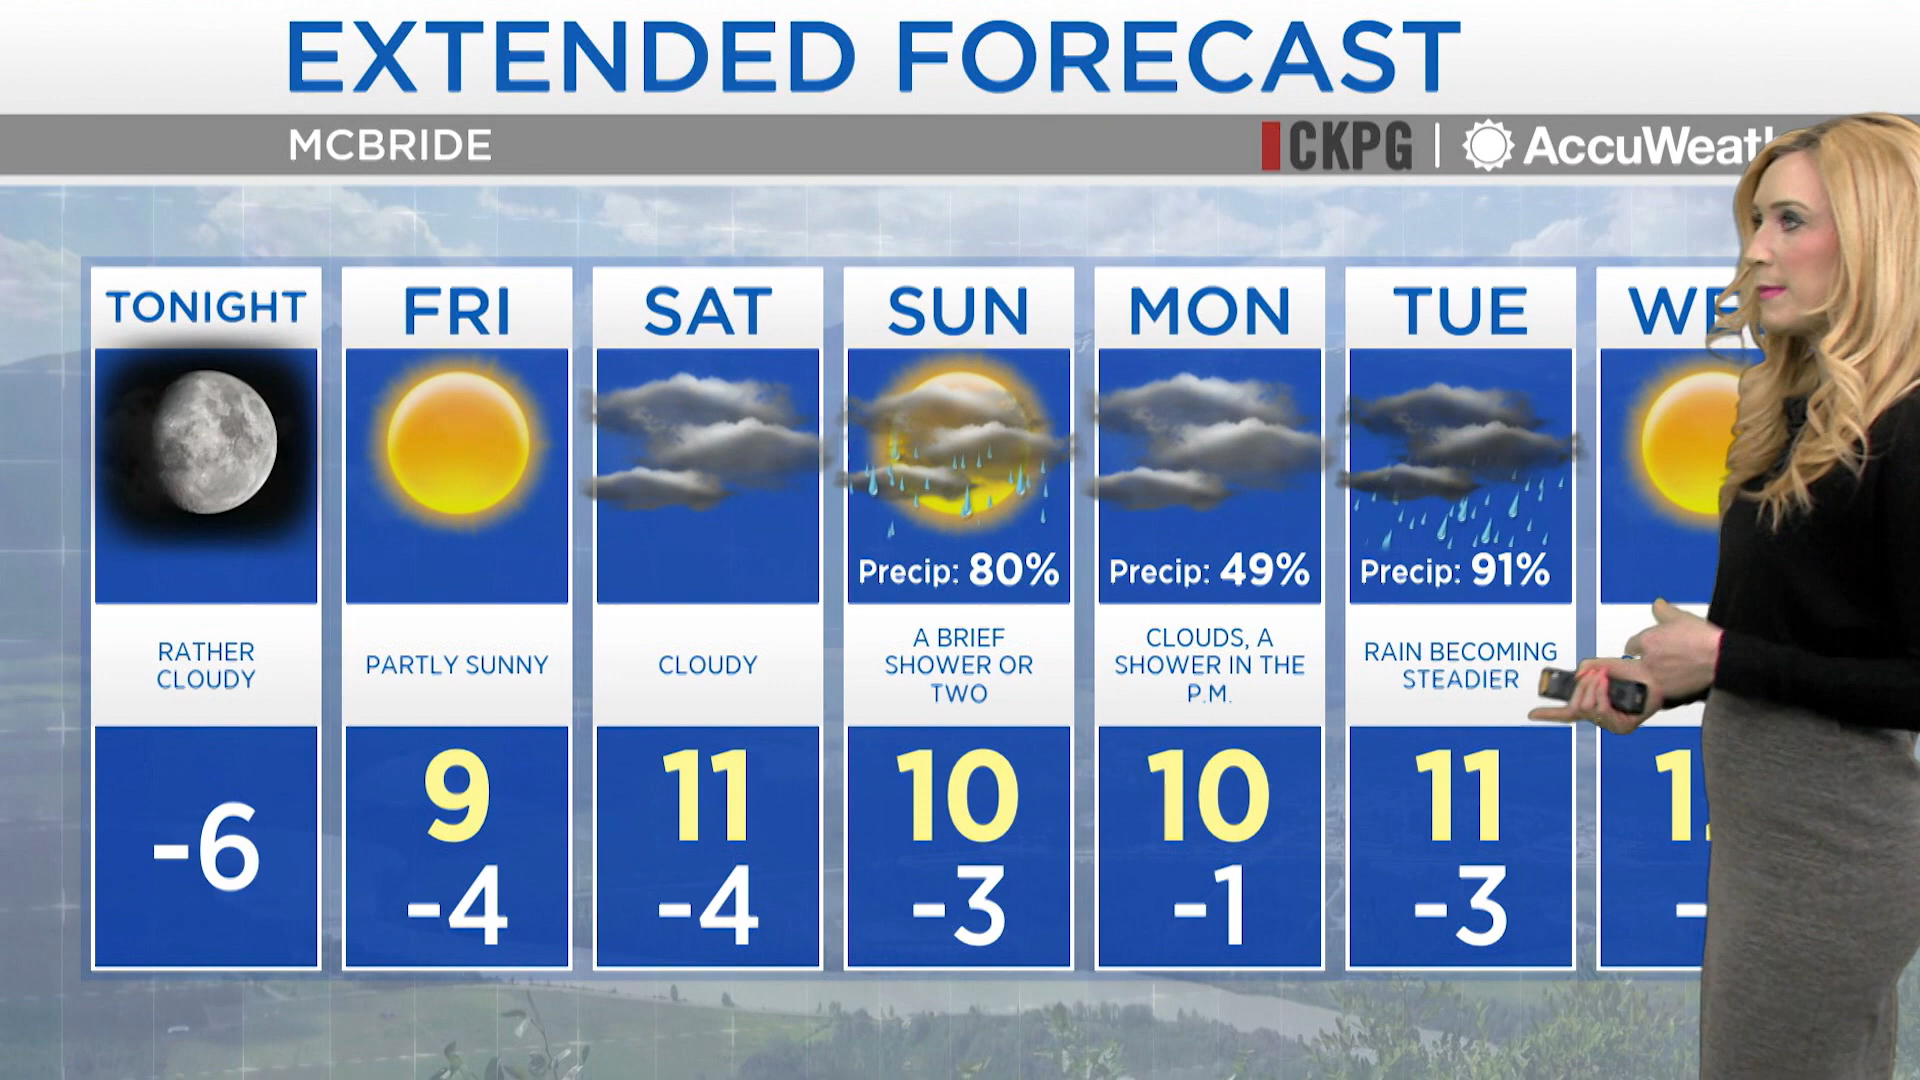 EXTENDED FORECAST
MCBRIDE
CKPG
TONIGHT
RATHER
CLOUDY
-6
FRI
PARTLY SUNNY
9
-4
SAT
CLOUDY
11
-4
SUN
Precip: 80%
A BRIEF
SHOWER OR
TWO
10
-3
MON
Precip: 49%
CLOUDS, A
SHOWER IN THE
P.M.
10
-1
TUE
Precip: 91%
RAIN BECOMING
STEADIER
11
-3